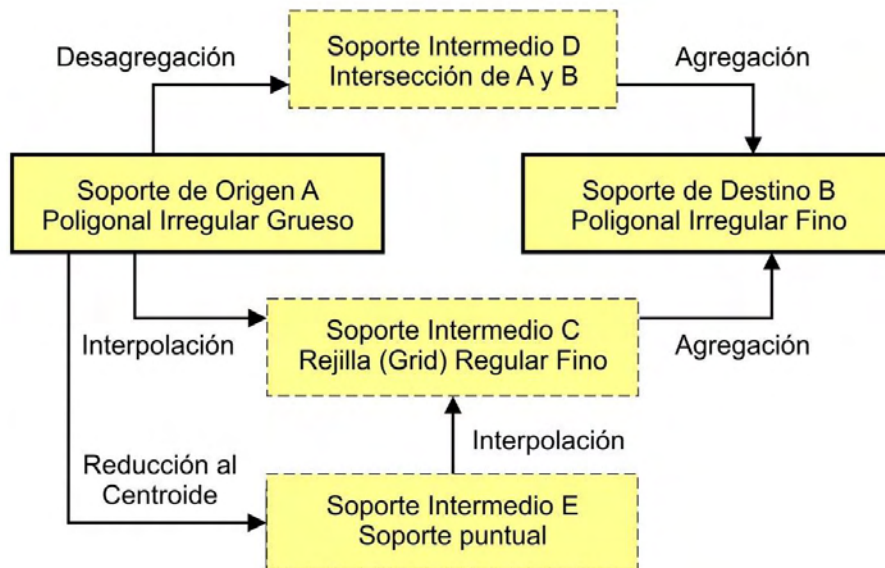 Soporte Intermedio D
Intersección de A y B
Desagregación
Agregación
Soporte de Origen A
Poligonal Irregular Grueso
Soporte de Destino B
Poligonal Irregular Fino
Interpolación
Soporte Intermedio C
Rejilla (Grid) Regular Fino
Agregación
Interpolación
Reducción al
Centroide
Soporte Intermedio E
Soporte puntual